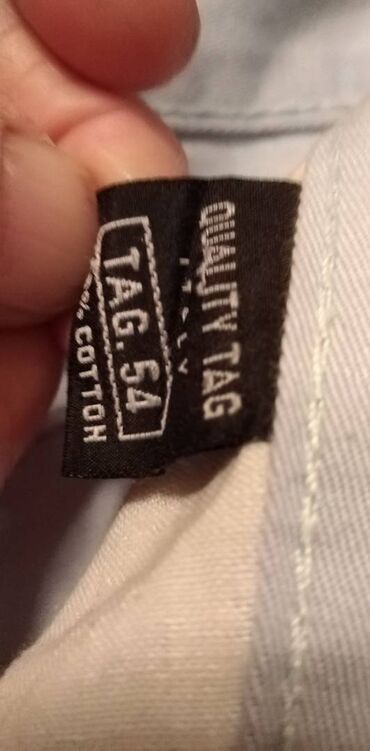 QUALITY TAG
ITALY
TAG. 54
% COTTON